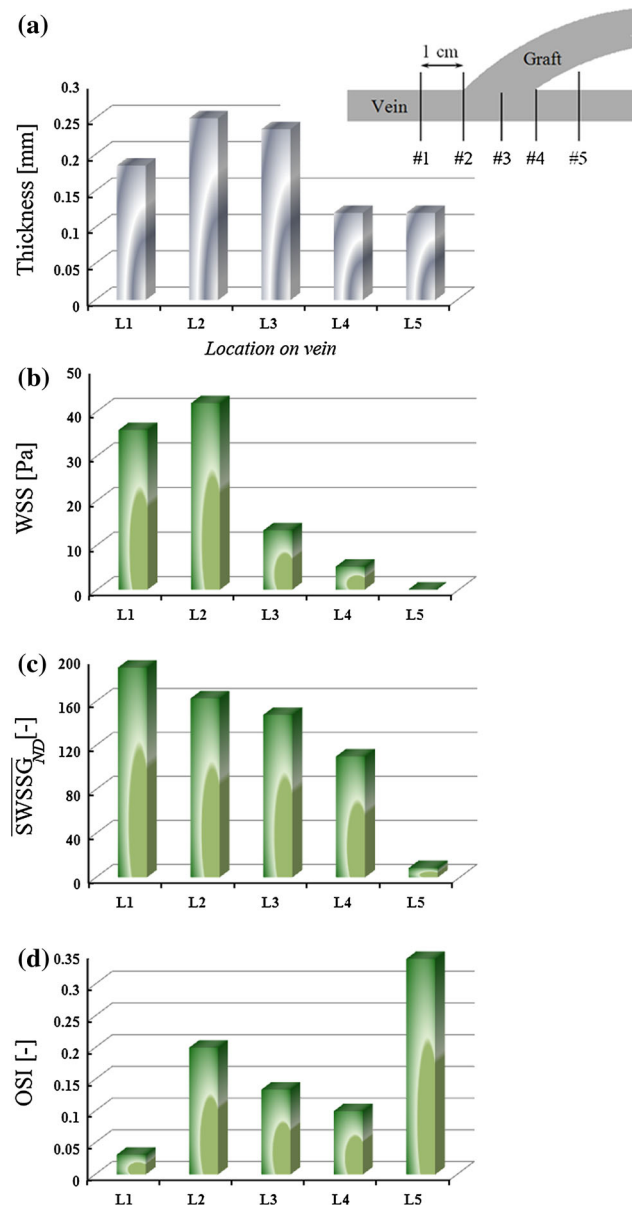 (a)
1 cm
Graft
Vein
#1 #2 #3 #4 #5
Thickness [mm]
0.3
0.25
0.2
0.15
0.1
0.05
0
L1 L2 L3 L4 L5
Location on vein
(b)
WSS [Pa]
50
40
30
20
10
0
L1 L2 L3 L4 L5
(c)
SWSSG ND [-]
200
160
120
80
40
0
L1 L2 L3 L4 L5
(d)
OSI [-]
0.35
0.3
0.25
0.2
0.15
0.1
0.05
0
L1 L2 L3 L4 L5